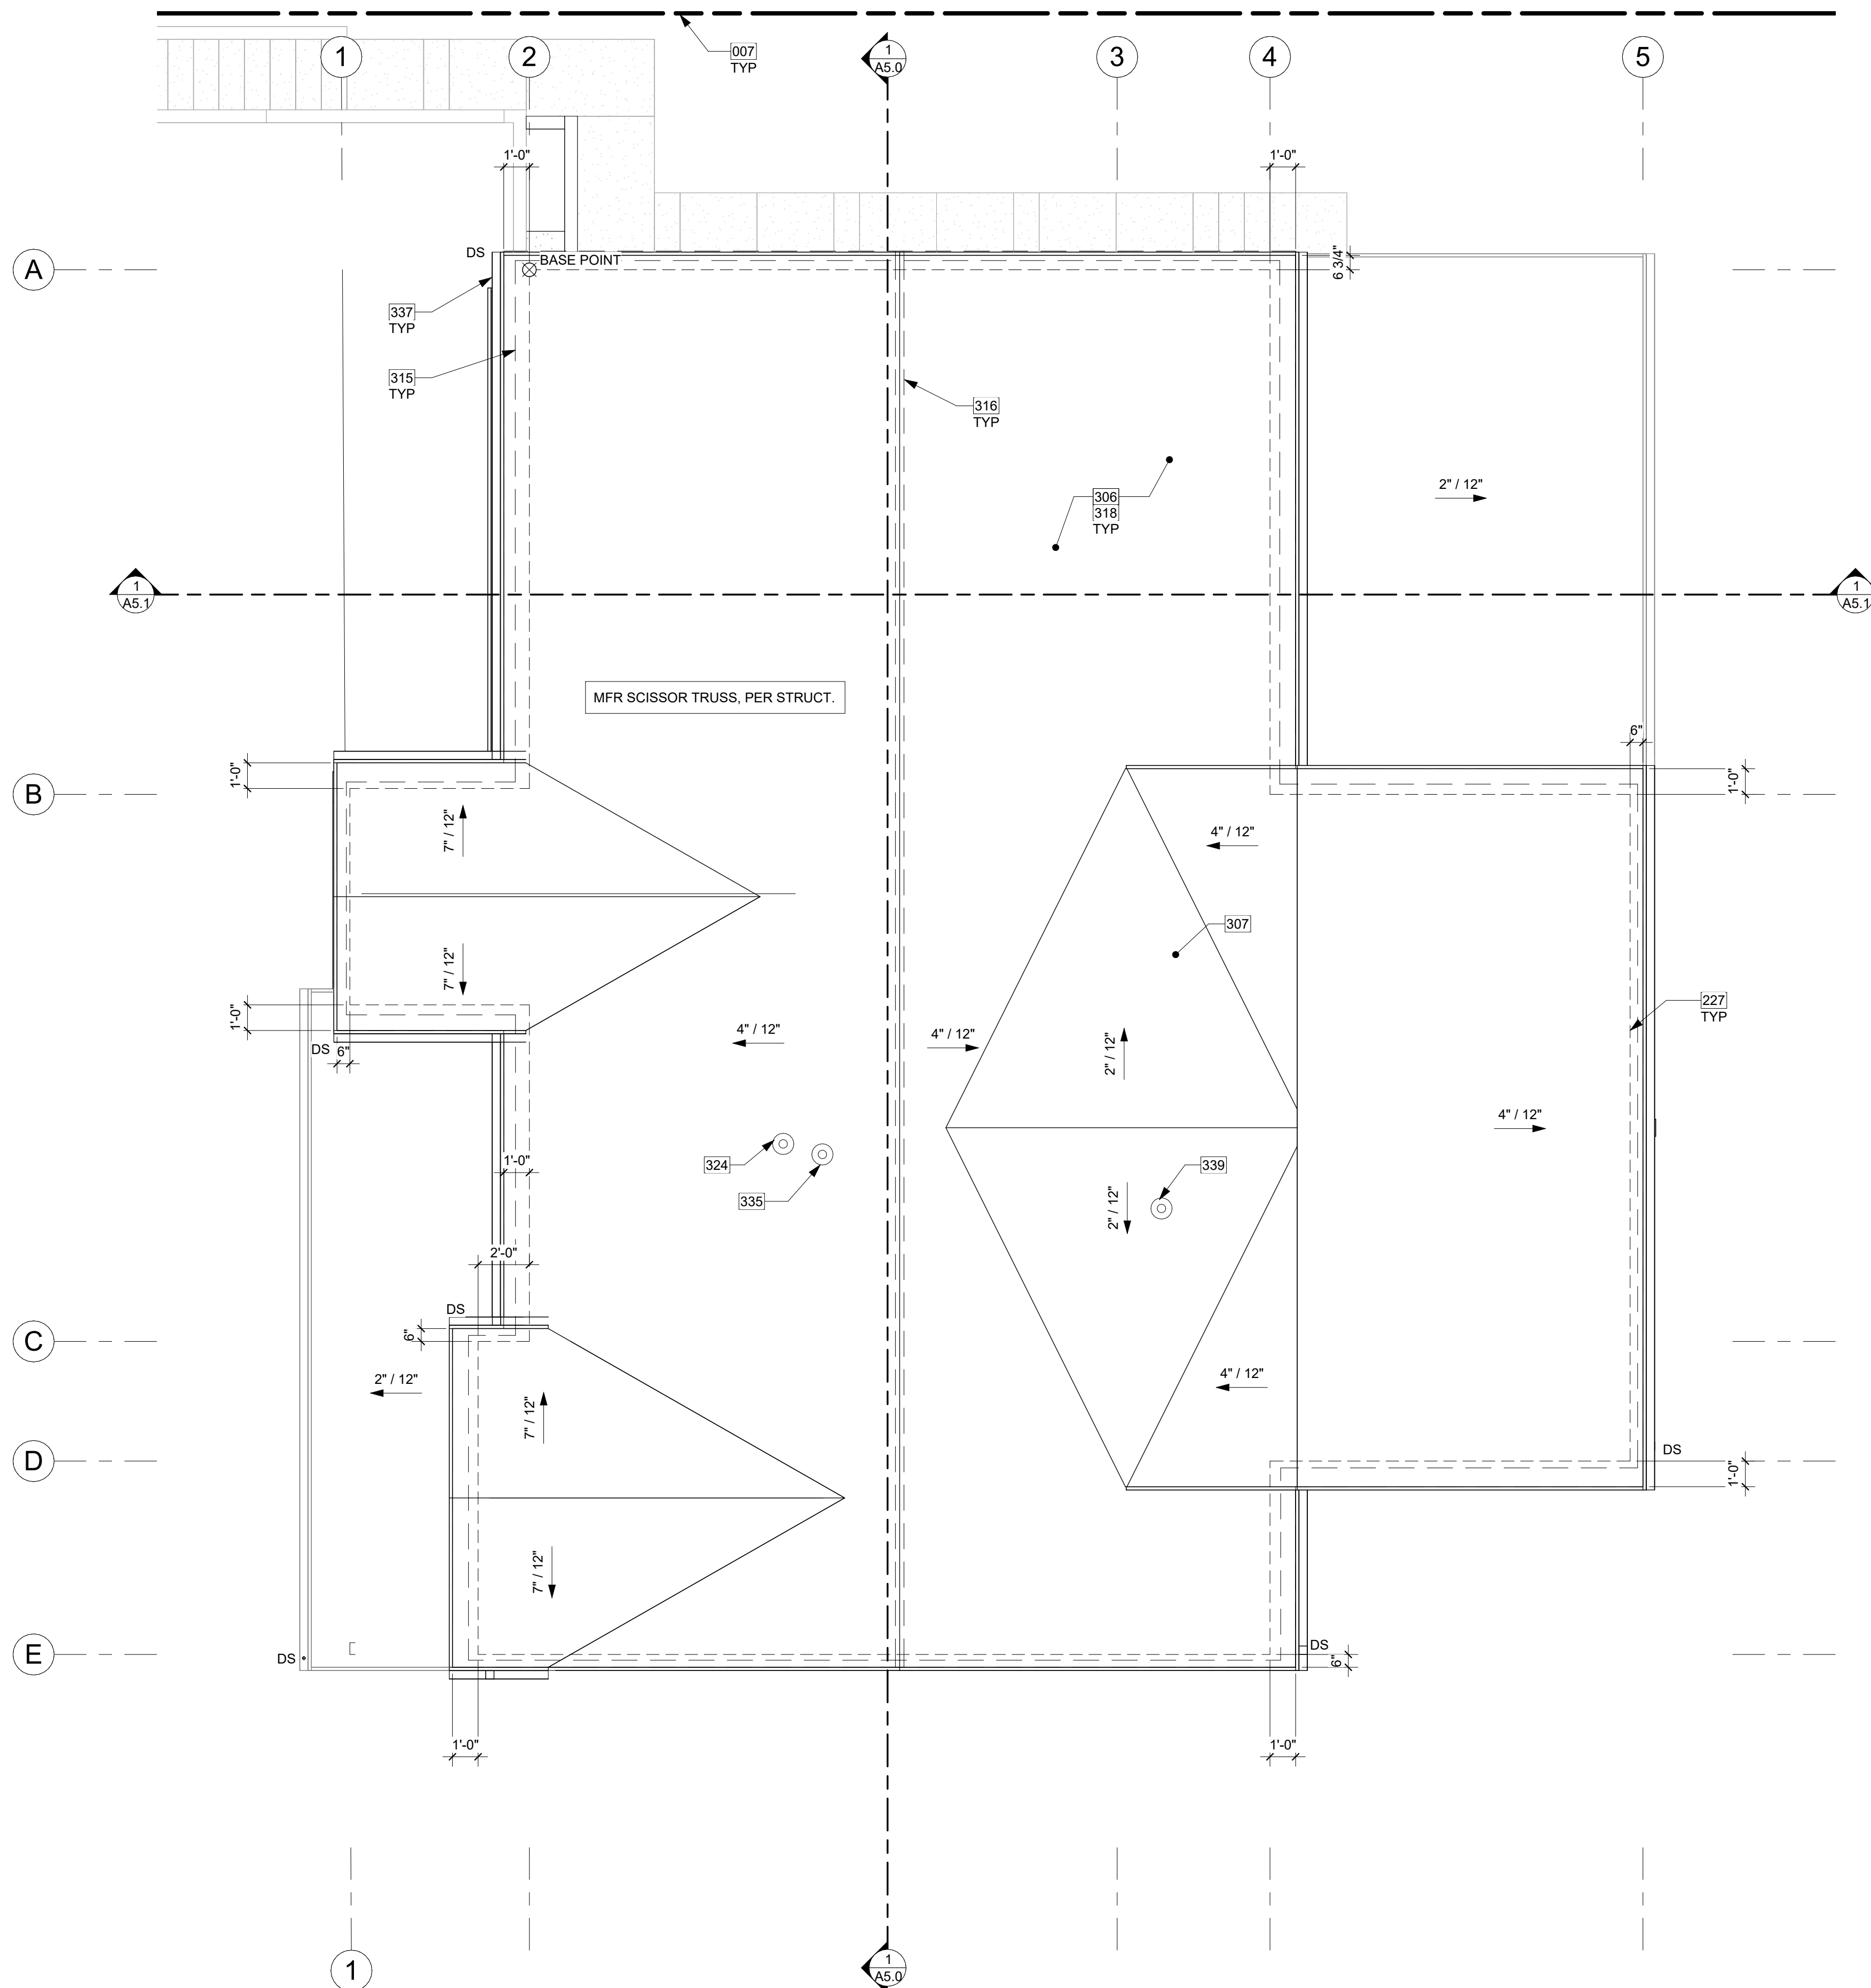 007
TYP
1
2
1
A5.0
3
4
5
1'-0"
1'-0"
A
DS
BASE POINT
6 3/4"
337
TYP
315
TYP
316
TYP
306
318
TYP
2" / 12"
1
A5.1
1
A5.1
MFR SCISSOR TRUSS, PER STRUCT.
6"
B
1'-0"
1'-0"
7" / 12"
4" / 12"
307
7" / 12"
1'-0"
227
TYP
DS
6"
4" / 12"
4" / 12"
2" / 12"
4" / 12"
324
1'-0"
335
339
2" / 12"
2'-0"
DS
C
6"
2" / 12"
7" / 12"
4" / 12"
D
DS
1'-0"
7" / 12"
E
DS
DS
6"
1'-0"
1'-0"
1
1
A5.0